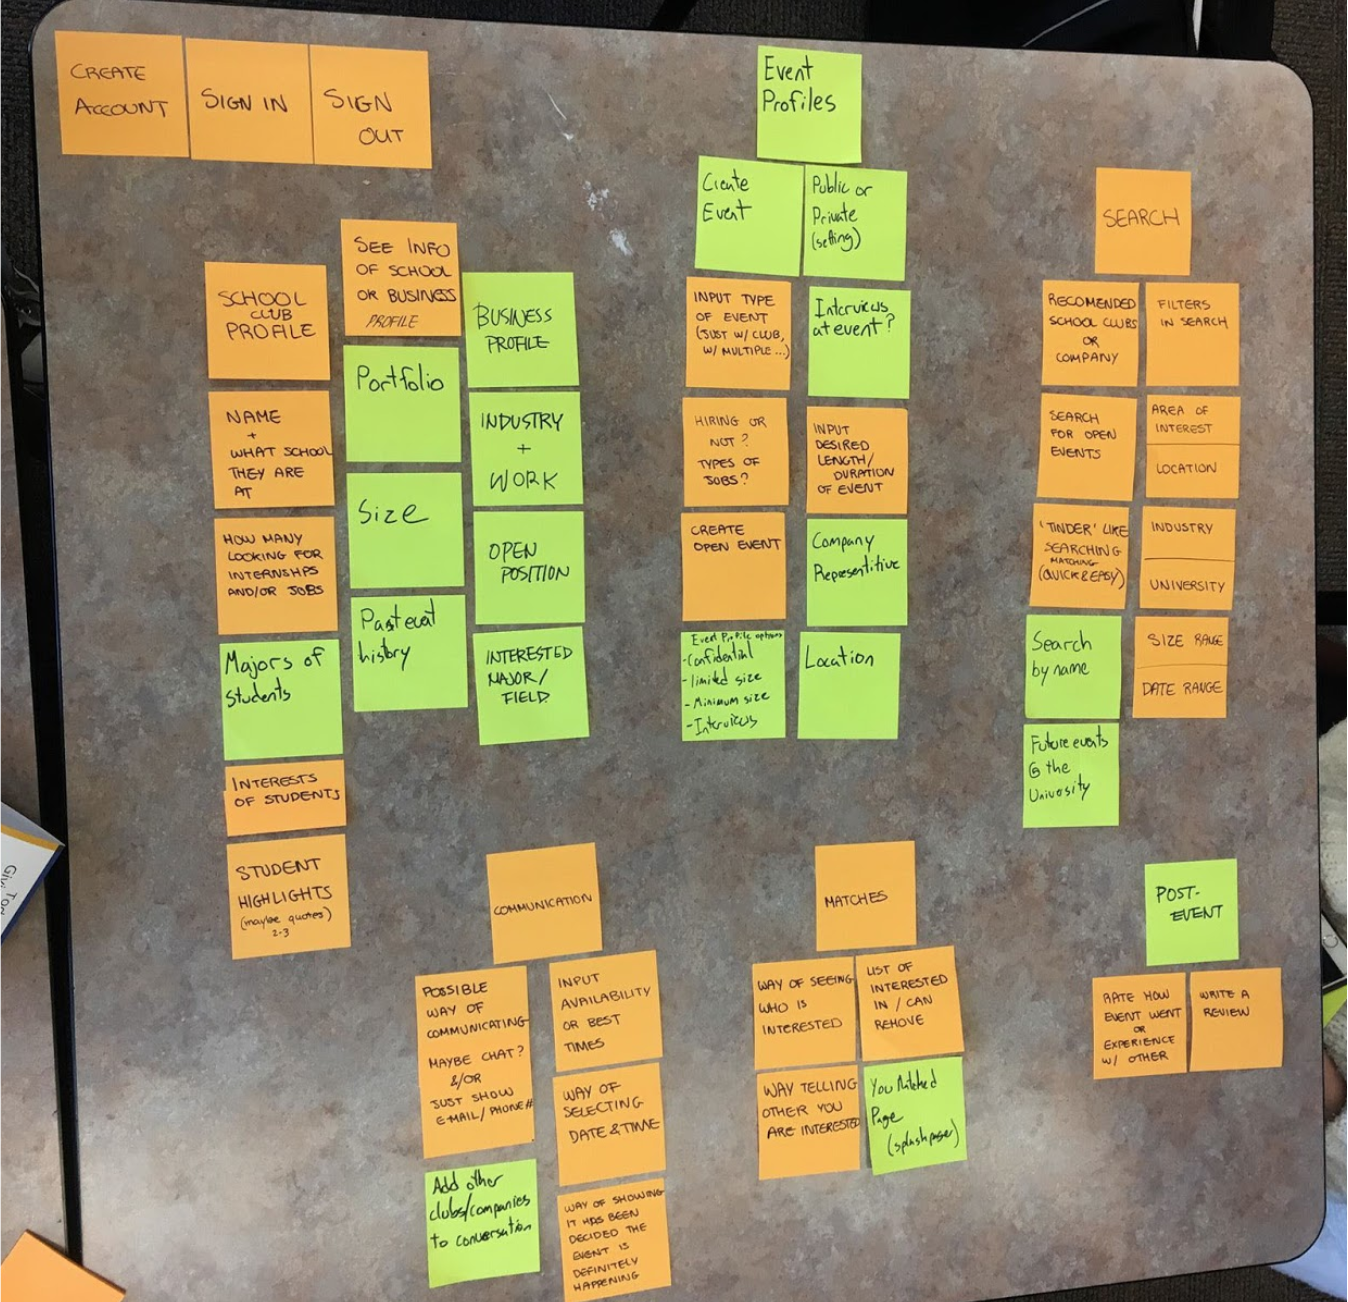 CREATE
ACCOUNT
SIGN IN
SIGN
OUT
SEE INFO
OF SCHOOL
OR BUSINESS
PROFILE
SCHOOL
CLUB
PROFILE
NAME
+
WHAT SCHOOL
THEY ARE
AT
HOW MANY
LOOKING FOR
INTERNSHIPS
AND/OR JOBS
Majors of
Students
INTERESTS
OF STUDENTS
STUDENT
HIGHLIGHTS
(maybe quotes)
2-3
Portfolio
Size
Past
history
BUSINESS
PROFILE
INDUSTRY
+
WORK
OPEN
POSITION
INTERESTED
MAJOR/
FIELD
Event
Profiles
Create
Event
Public or
Private
(setting)
INPUT TYPE
OF EVENT
(JUST W/ CLUB,
W/ MULTIPLE...)
Interviews
at event?
HIRING OR
NOT?
TYPES OF
JOBS?
INPUT
DESIRED
LENGTH/
DURATION
OF EVENT
CREATE
OPEN EVENT
Company
Representitive
Event Profile options
-Confidential
-limited size
-Minimum size
-Interviews
Location
SEARCH
RECOMENDED
SCHOOL CLUBS
OR
COMPANY
FILTERS
IN SEARCH
SEARCH
FOR OPEN
EVENTS
AREA OF
INTEREST
LOCATION
'TINDER' LIKE
SEARCHING
MATCHING
(QUICK & EASY)
INDUSTRY
UNIVERSITY
Search
by name
SIZE RANGE
DATE RANGE
Future events
@ the
University
COMMUNICATION
POSSIBLE
WAY OF
COMMUNICATING
MAYBE CHAT?
&/OR
JUST SHOW
EMAIL/PHONE#
INPUT
AVAILABILITY
OR BEST
TIMES
WAY OF
SELECTING
DATE & TIME
Add other
clubs/companies
to conversation
WAY OF SHOWING
IT HAS BEEN
DECIDED THE
EVENT IS
DEFINITELY
HAPPENING
MATCHES
WAY OF SEEING
WHO IS
INTERESTED
LIST OF
INTERESTED
IN / CAN
REMOVE
WAY TELLING
OTHER YOU
ARE INTERESTED
You Matched
Page
POST-
EVENT
RATE HOW
EVENT WENT
OR
EXPERIENCE
W/ OTHER
WRITE A
REVIEW